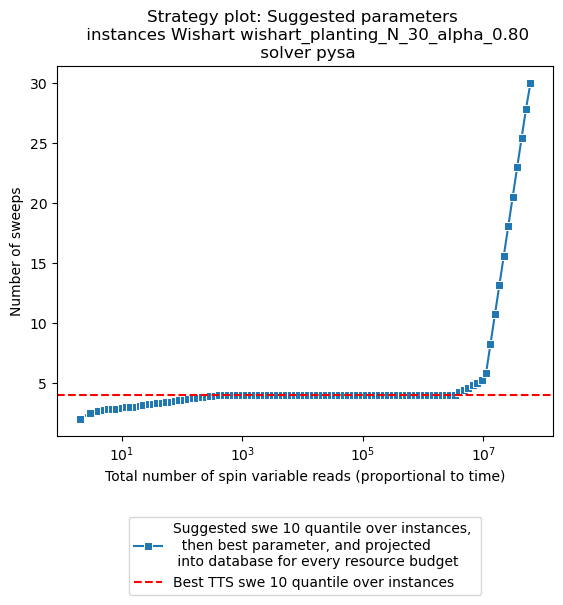 Strategy plot: Suggested parameters
instances Wishart wishart_planting_N_30_alpha_0.80
solver pysa
30
25
20
15
10
5
Number of sweeps
10^1
10^3
10^5
10^7
Total number of spin variable reads (proportional to time)
Suggested swe 10 quantile over instances,
then best parameter, and projected
into database for every resource budget
Best TTS swe 10 quantile over instances